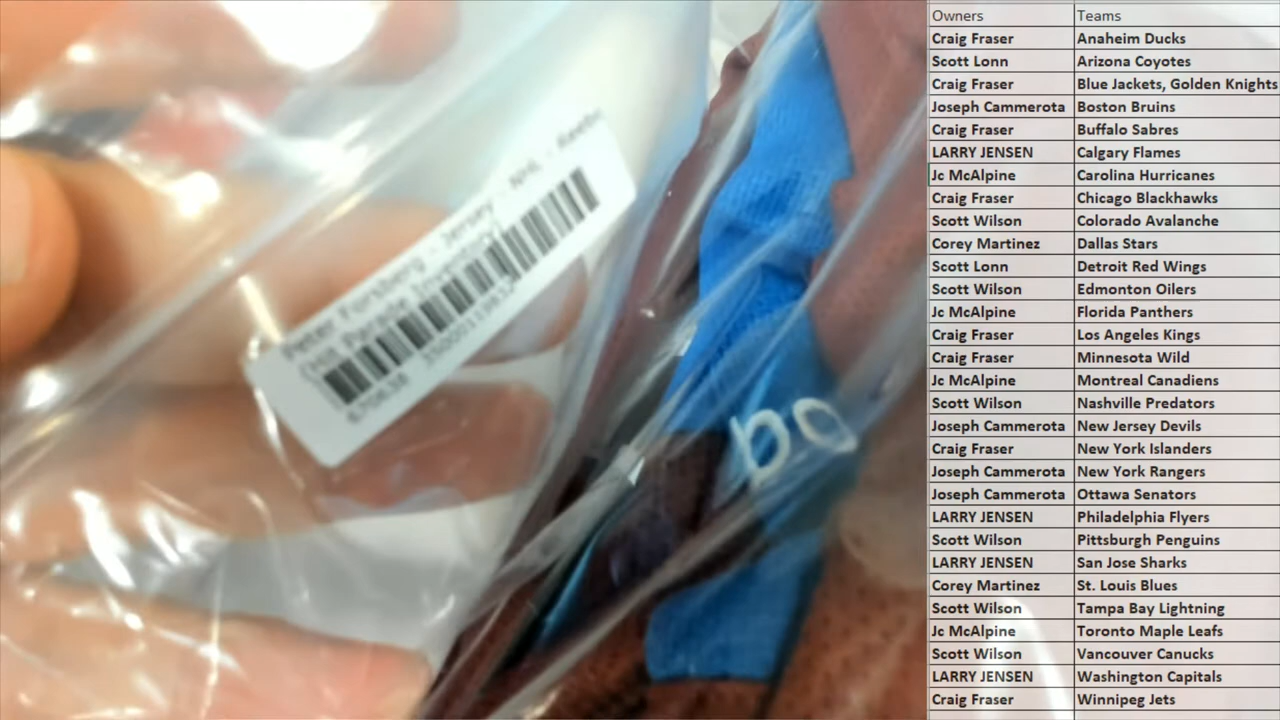 Peter Forsberg - Jersey - NHL - Reebok
(Hit Parade Inventory)
670638
Owners Teams
Craig Fraser Anaheim Ducks
Scott Lonn Arizona Coyotes
Craig Fraser Blue Jackets, Golden Knights
Joseph Cammerota Boston Bruins
Craig Fraser Buffalo Sabres
LARRY JENSEN Calgary Flames
Jc McAlpine Carolina Hurricanes
Craig Fraser Chicago Blackhawks
Scott Wilson Colorado Avalanche
Corey Martinez Dallas Stars
Scott Lonn Detroit Red Wings
Scott Wilson Edmonton Oilers
Jc McAlpine Florida Panthers
Craig Fraser Los Angeles Kings
Craig Fraser Minnesota Wild
Jc McAlpine Montreal Canadiens
Scott Wilson Nashville Predators
Joseph Cammerota New Jersey Devils
Craig Fraser New York Islanders
Joseph Cammerota New York Rangers
Joseph Cammerota Ottawa Senators
LARRY JENSEN Philadelphia Flyers
Scott Wilson Pittsburgh Penguins
LARRY JENSEN San Jose Sharks
Corey Martinez St. Louis Blues
Scott Wilson Tampa Bay Lightning
Jc McAlpine Toronto Maple Leafs
Scott Wilson Vancouver Canucks
LARRY JENSEN Washington Capitals
Craig Fraser Winnipeg Jets